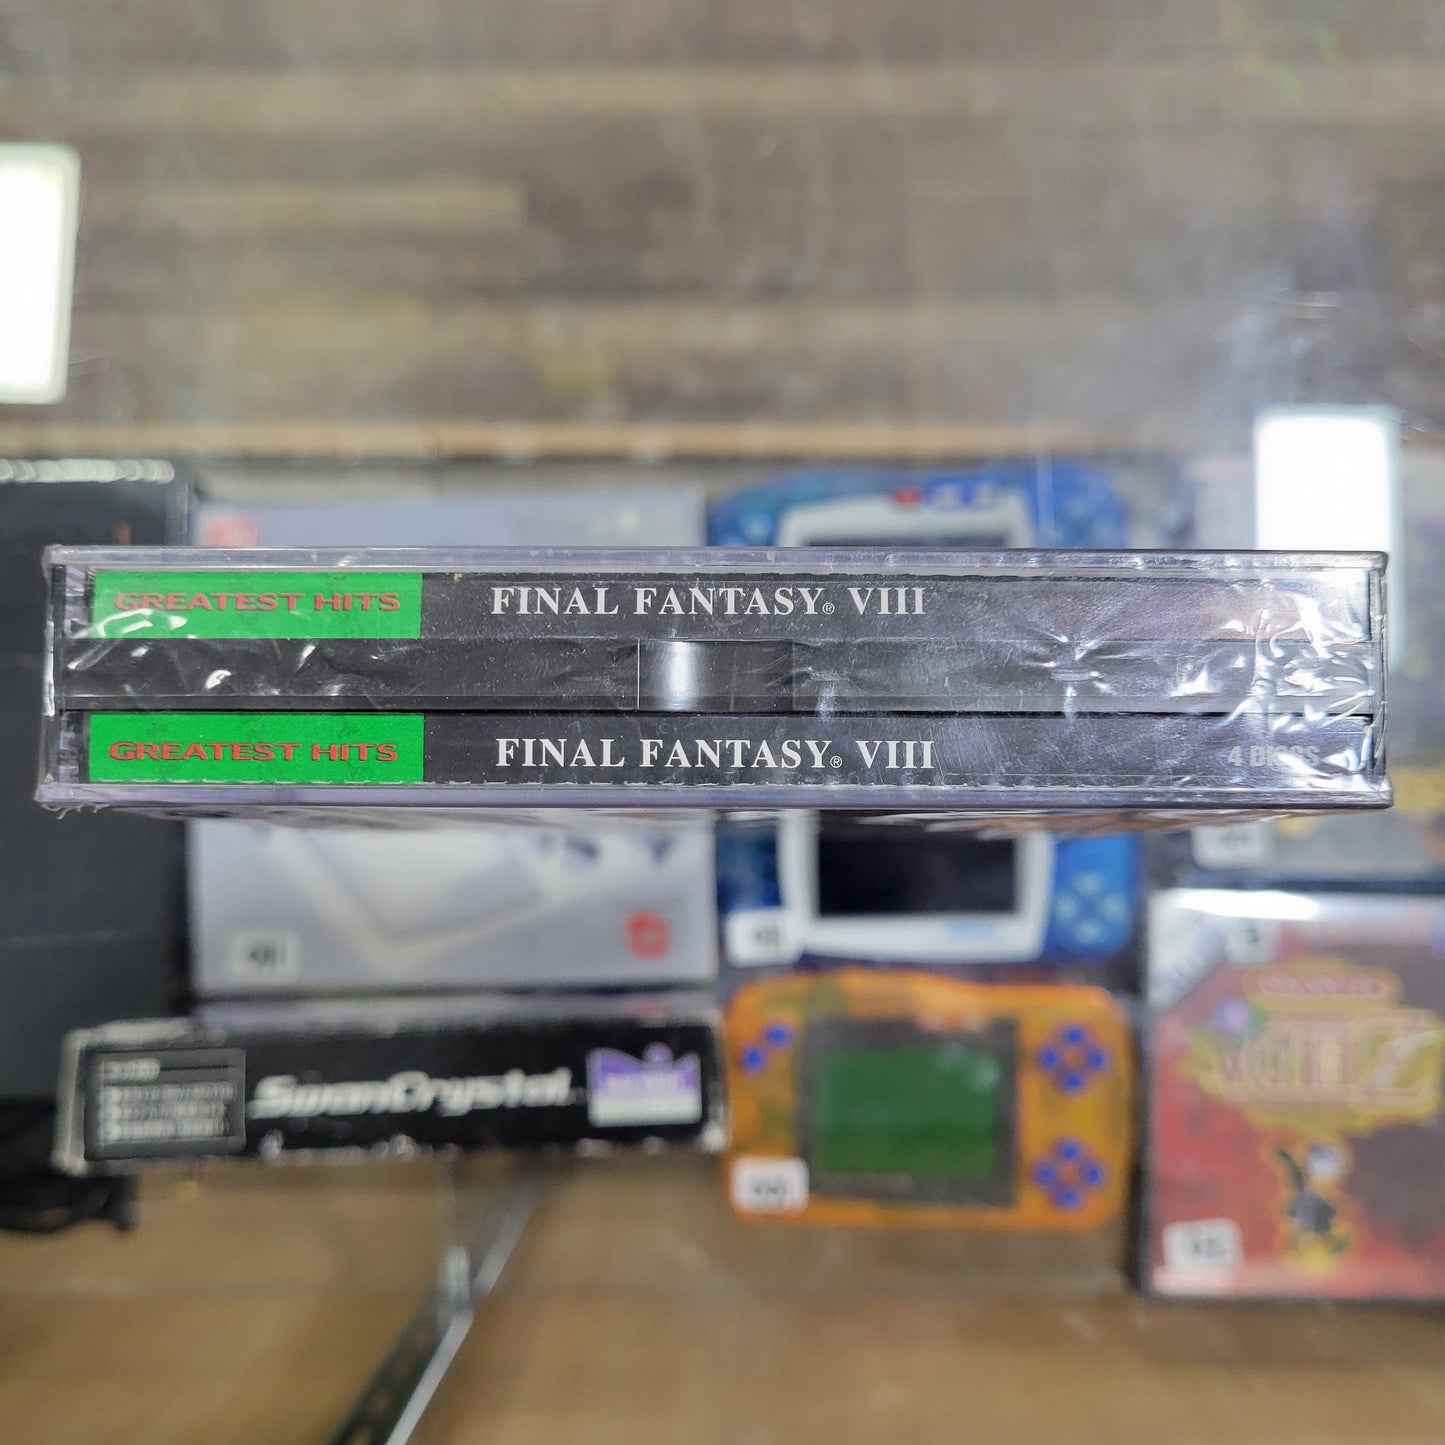 GREATEST HITS FINAL FANTASY® VIII
GREATEST HITS FINAL FANTASY® VIII 4 DISCS
SwanCrystal